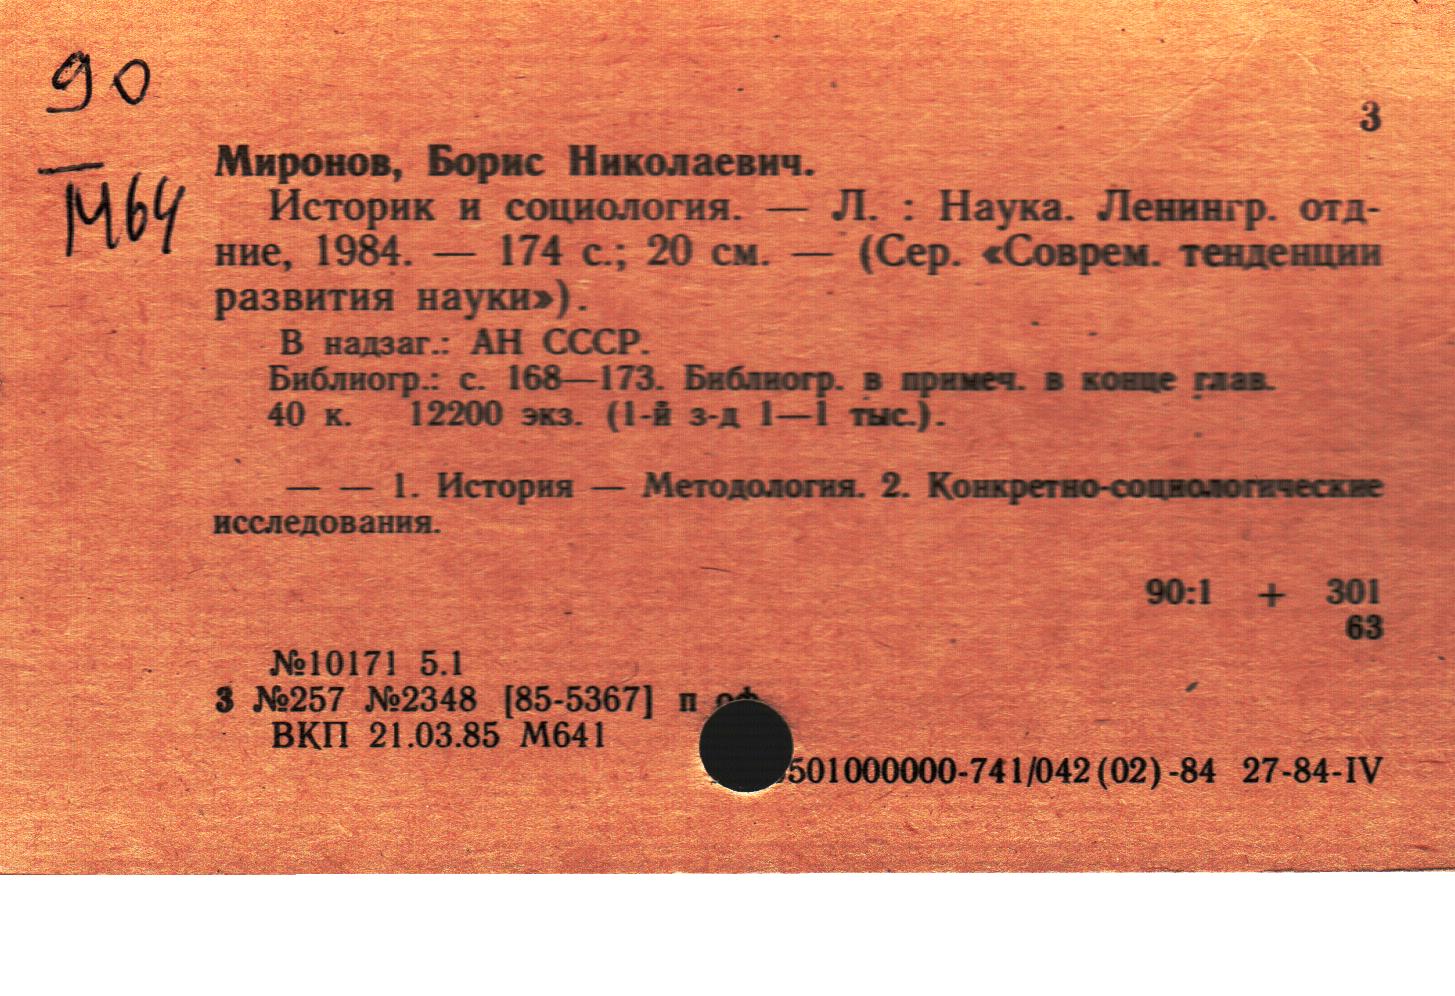 90
М64
3
Миронов, Борис Николаевич.
Историк и социология. — Л. : Наука. Ленингр. отд-
ние, 1984. — 174 с.; 20 см. — (Сер. «Соврем. тенденции
развития науки»).
В надзаг.: АН СССР.
Библиогр.: с. 168—173. Библиогр. в примеч. в конце глав.
40 к. 12200 экз. (1-й з-д 1—1 тыс.).
— — 1. История — Методология. 2. Конкретно-социологические
исследования.
90:1 + 301
63
№10171 5.1
3 №257 №2348 [85-5367] п оф
ВКП 21.03.85 М641
501000000-741/042(02)-84 27-84-IV